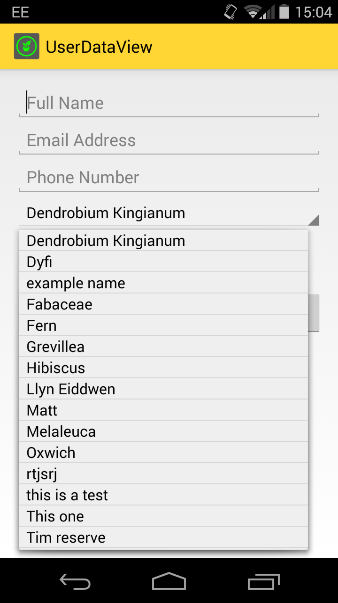 EE 15:04
UserDataView
Full Name
Email Address
Phone Number
Dendrobium Kingianum
Dendrobium Kingianum
Dyfi
example name
Fabaceae
Fern
Grevillea
Hibiscus
Llyn Eiddwen
Matt
Melaleuca
Oxwich
rtjsrj
this is a test
This one
Tim reserve